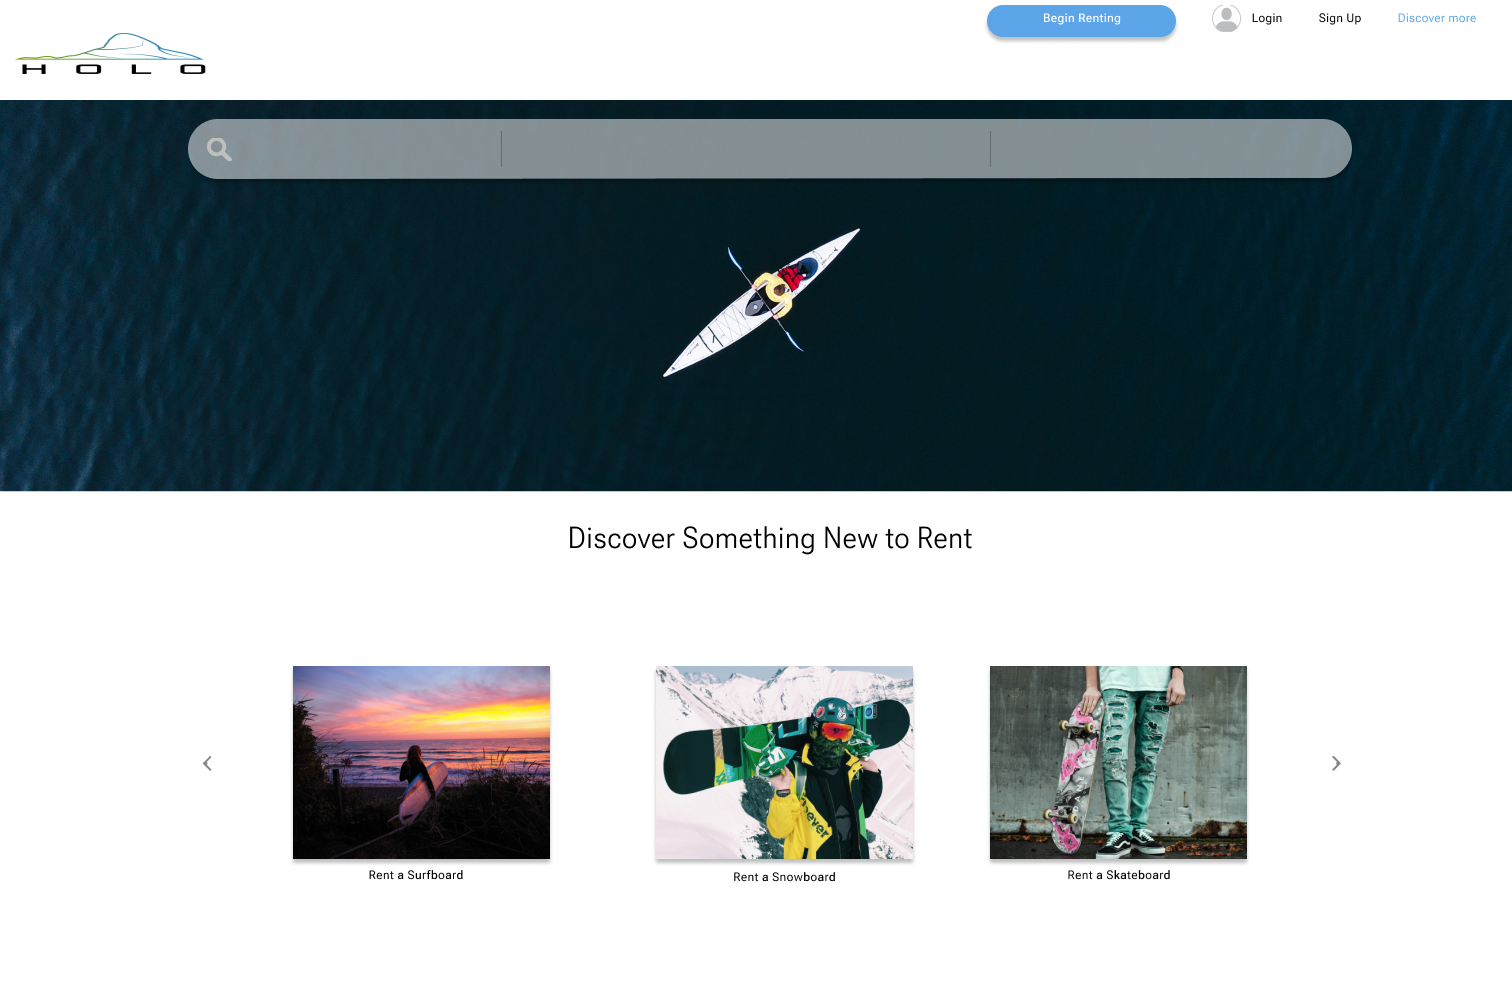 Begin Renting
Login
Sign Up
Discover more
HOLO
Discover Something New to Rent
ever
Rent a Surfboard
Rent a Snowboard
Rent a Skateboard